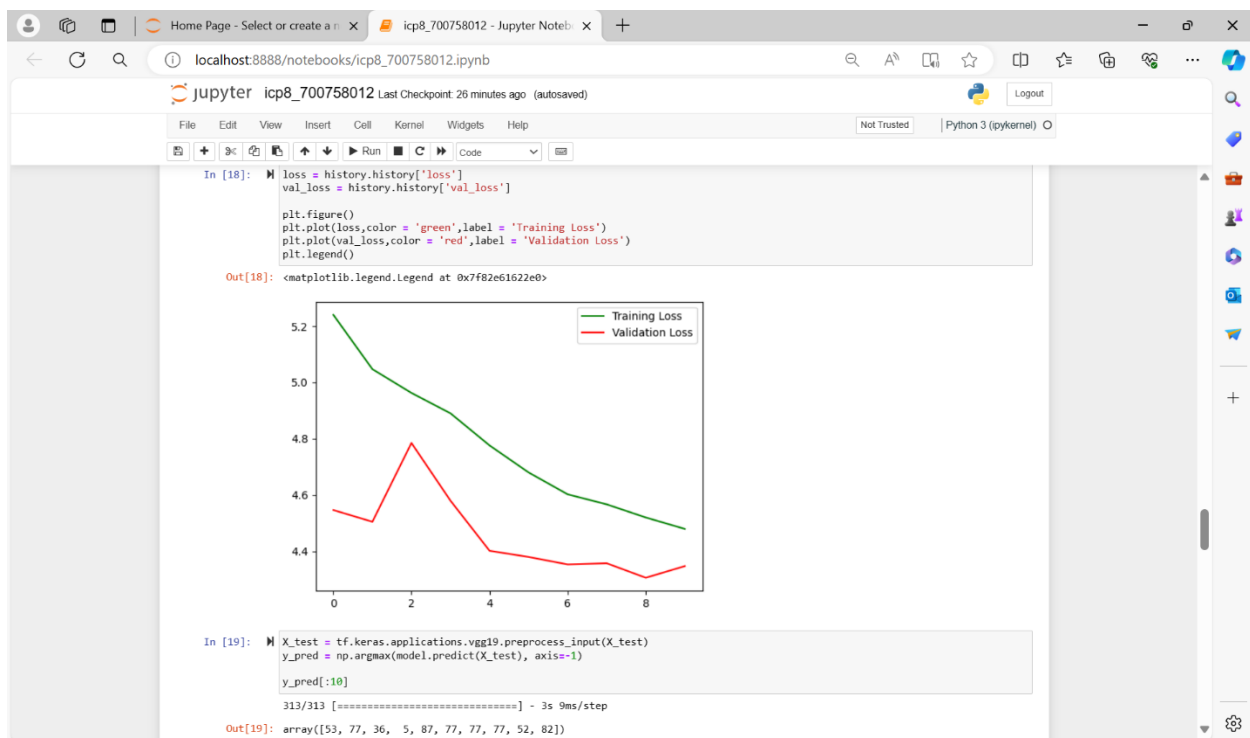 Home Page - Select or create a n
icp8_700758012 - Jupyter Noteb
localhost:8888/notebooks/icp8_700758012.ipynb
jupyter icp8_700758012 Last Checkpoint: 26 minutes ago (autosaved)
Logout
File Edit View Insert Cell Kernel Widgets Help
Not Trusted
Python 3 (ipykernel)
Run
Code
In [18]: loss = history.history['loss']
val_loss = history.history['val_loss']
plt.figure()
plt.plot(loss,color = 'green',label = 'Training Loss')
plt.plot(val_loss,color = 'red',label = 'Validation Loss')
plt.legend()
Out[18]: <matplotlib.legend.Legend at 0x7f82e61622e0>
Training Loss
Validation Loss
5.2
5.0
4.8
4.6
4.4
0 2 4 6 8
In [19]: X_test = tf.keras.applications.vgg19.preprocess_input(X_test)
y_pred = np.argmax(model.predict(X_test), axis=-1)
y_pred[:10]
313/313 [==============================] - 3s 9ms/step
Out[19]: array([53, 77, 36,  5, 87, 77, 77, 77, 52, 82])